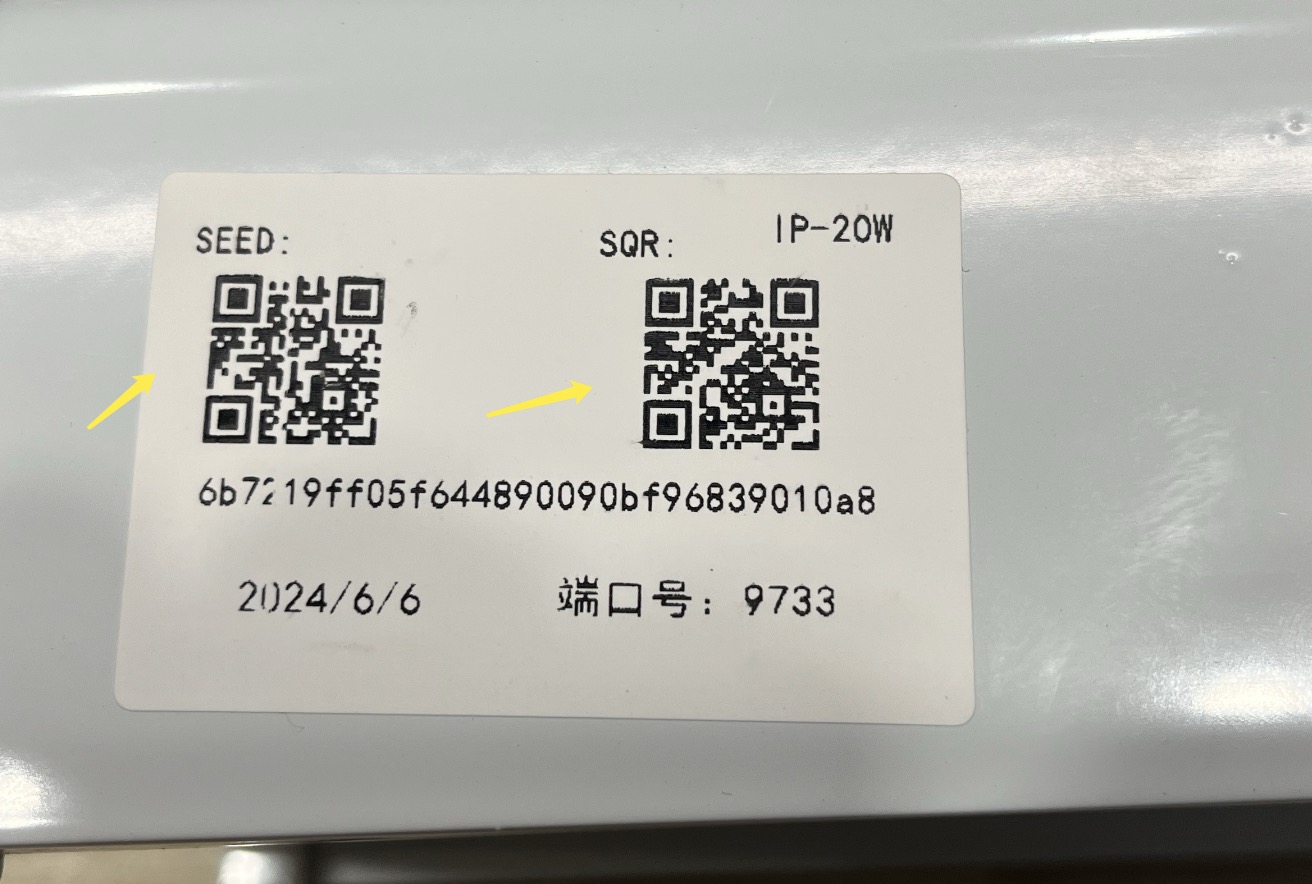 SEED:
SQR:
IP-20W
6b7219ff05f644890090bf96839010a8
2024/6/6
端口号: 9733